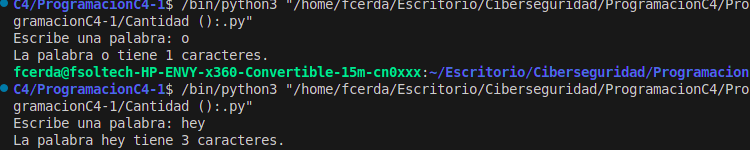 C4/ProgramacionC4-1$ /bin/python3 "/home/fcerda/Escritorio/Ciberseguridad/ProgramacionC4/Pro
gramacionC4-1/Cantidad ():.py"
Escribe una palabra: o
La palabra o tiene 1 caracteres.
fcerda@fsoltech-HP-ENVY-x360-Convertible-15m-cn0xxx:~/Escritorio/Ciberseguridad/Programacion
C4/ProgramacionC4-1$ /bin/python3 "/home/fcerda/Escritorio/Ciberseguridad/ProgramacionC4/Pro
gramacionC4-1/Cantidad ():.py"
Escribe una palabra: hey
La palabra hey tiene 3 caracteres.